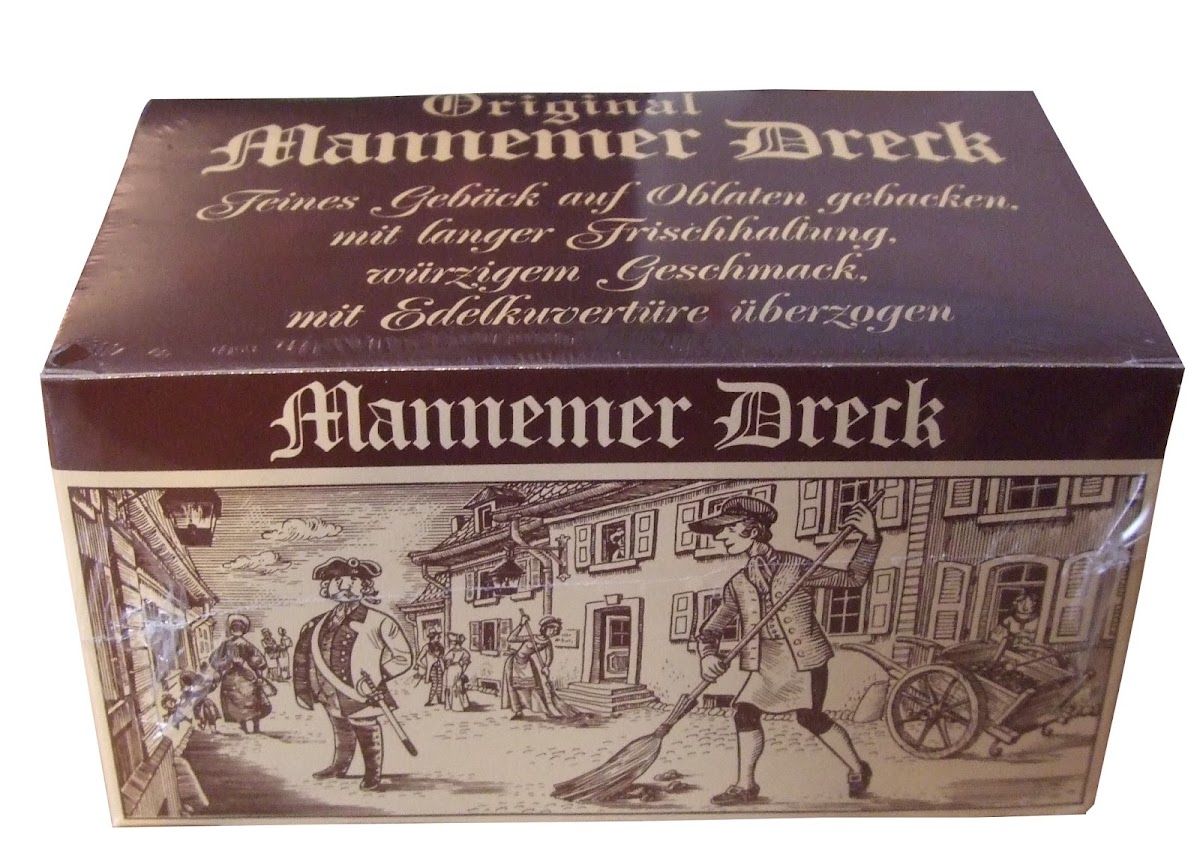 Original
Mannemer Dreck
Feines Gebäck auf Oblaten gebacken,
mit langer Frischhaltung,
würzigem Geschmack,
mit Edelkuvertüre überzogen
Mannemer Dreck